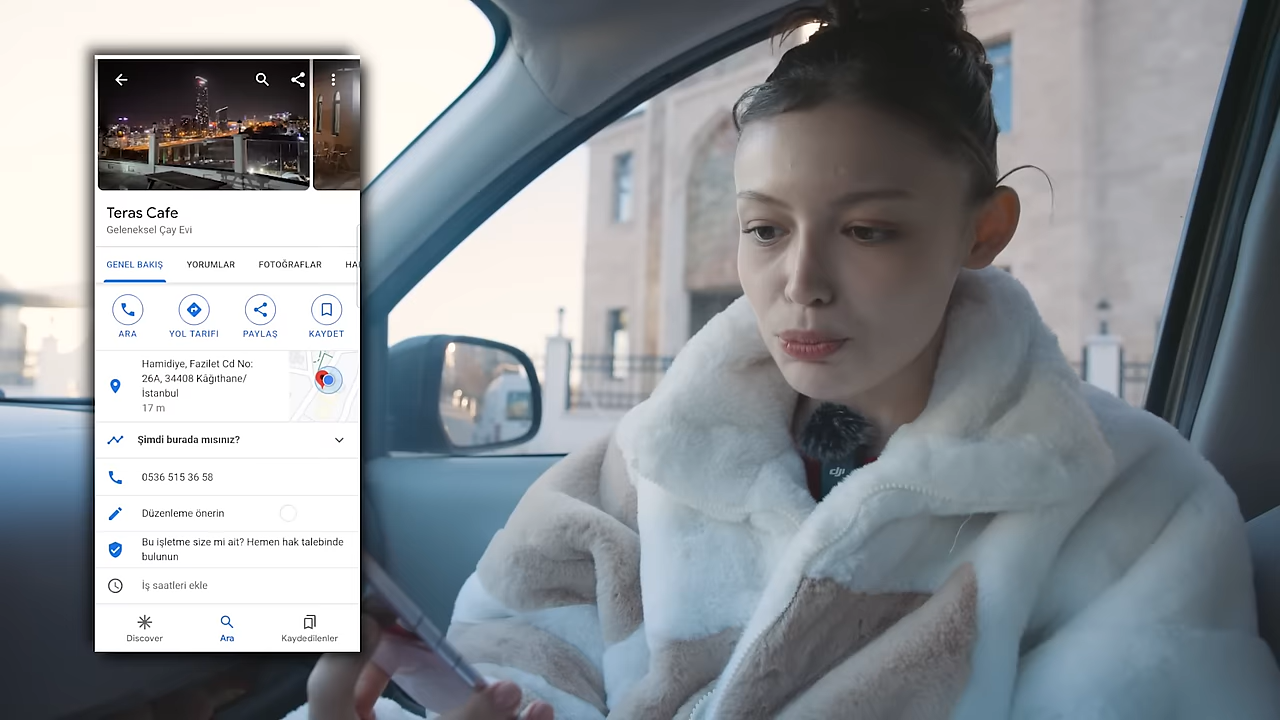 Teras Cafe
Geleneksel Çay Evi
GENEL BAKIŞ YORUMLAR FOTOĞRAFLAR HA
ARA YOL TARİFİ PAYLAŞ KAYDET
Hamidiye, Fazilet Cd No:
26A, 34408 Kâğıthane/
İstanbul
17 m
Şimdi burada mısınız?
0536 515 36 58
Düzenleme önerin
Bu işletme size mi ait? Hemen hak talebinde
bulunun
İş saatleri ekle
Discover Ara Kaydedilenler
dji